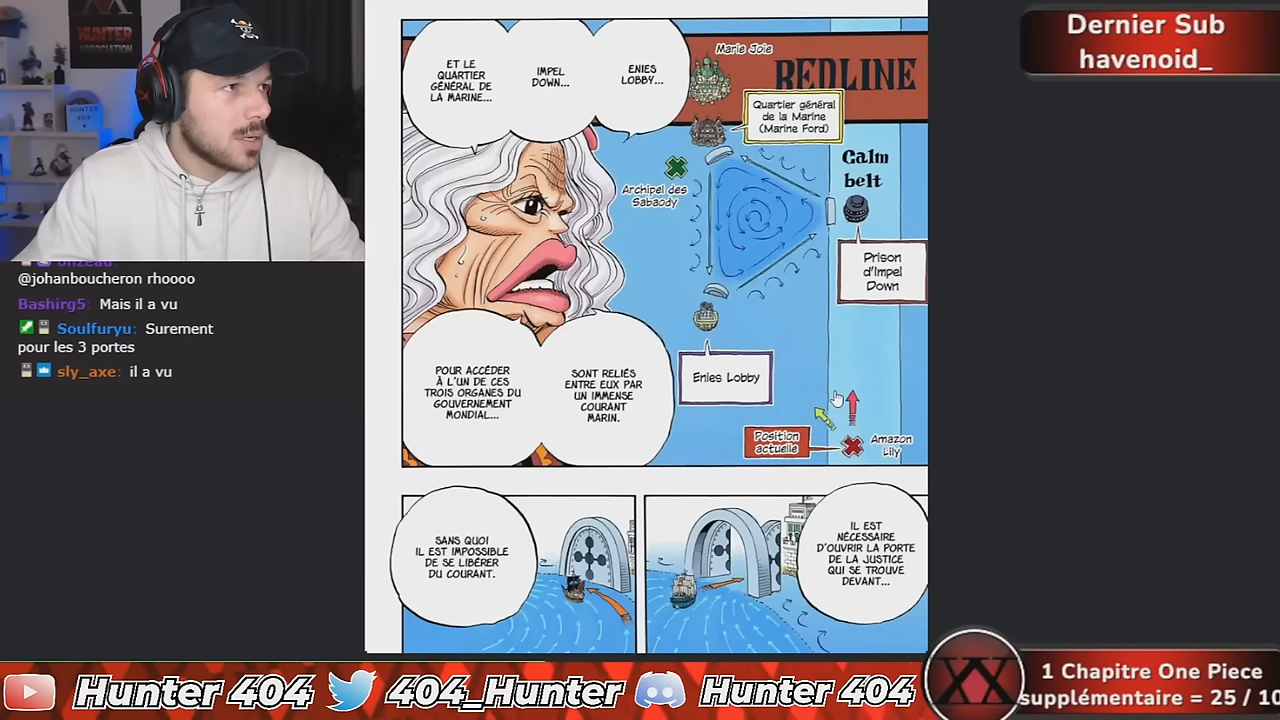 HUNTER
ASSOCIATION
HUNTER
404
onzeau:
@johanboucheron rhoooo
Bashirg5: Mais il a vu
Soulfuryu: Surement
pour les 3 portes
sly_axe: il a vu
ENIES
LOBBY...
IMPEL
DOWN...
ET LE
QUARTIER
GÉNÉRAL DE
LA MARINE...
Marie Joie
REDLINE
Quartier général
de la Marine
(Marine Ford)
Calm
belt
Archipel des
Sabaody
Prison
d'Impel
Down
Enies Lobby
Position
actuelle
Amazon
Lily
SONT RELIÉS
ENTRE EUX PAR
UN IMMENSE
COURANT
MARIN.
POUR ACCÉDER
À L'UN DE CES
TROIS ORGANES DU
GOUVERNEMENT
MONDIAL...
IL EST
NÉCESSAIRE
D'OUVRIR LA PORTE
DE LA JUSTICE
QUI SE TROUVE
DEVANT...
SANS QUOI
IL EST IMPOSSIBLE
DE SE LIBÉRER
DU COURANT.
Dernier Sub
havenoid_
Hunter 404
404_Hunter
Hunter 404
1 Chapitre One Piece
supplémentaire = 25 / 10